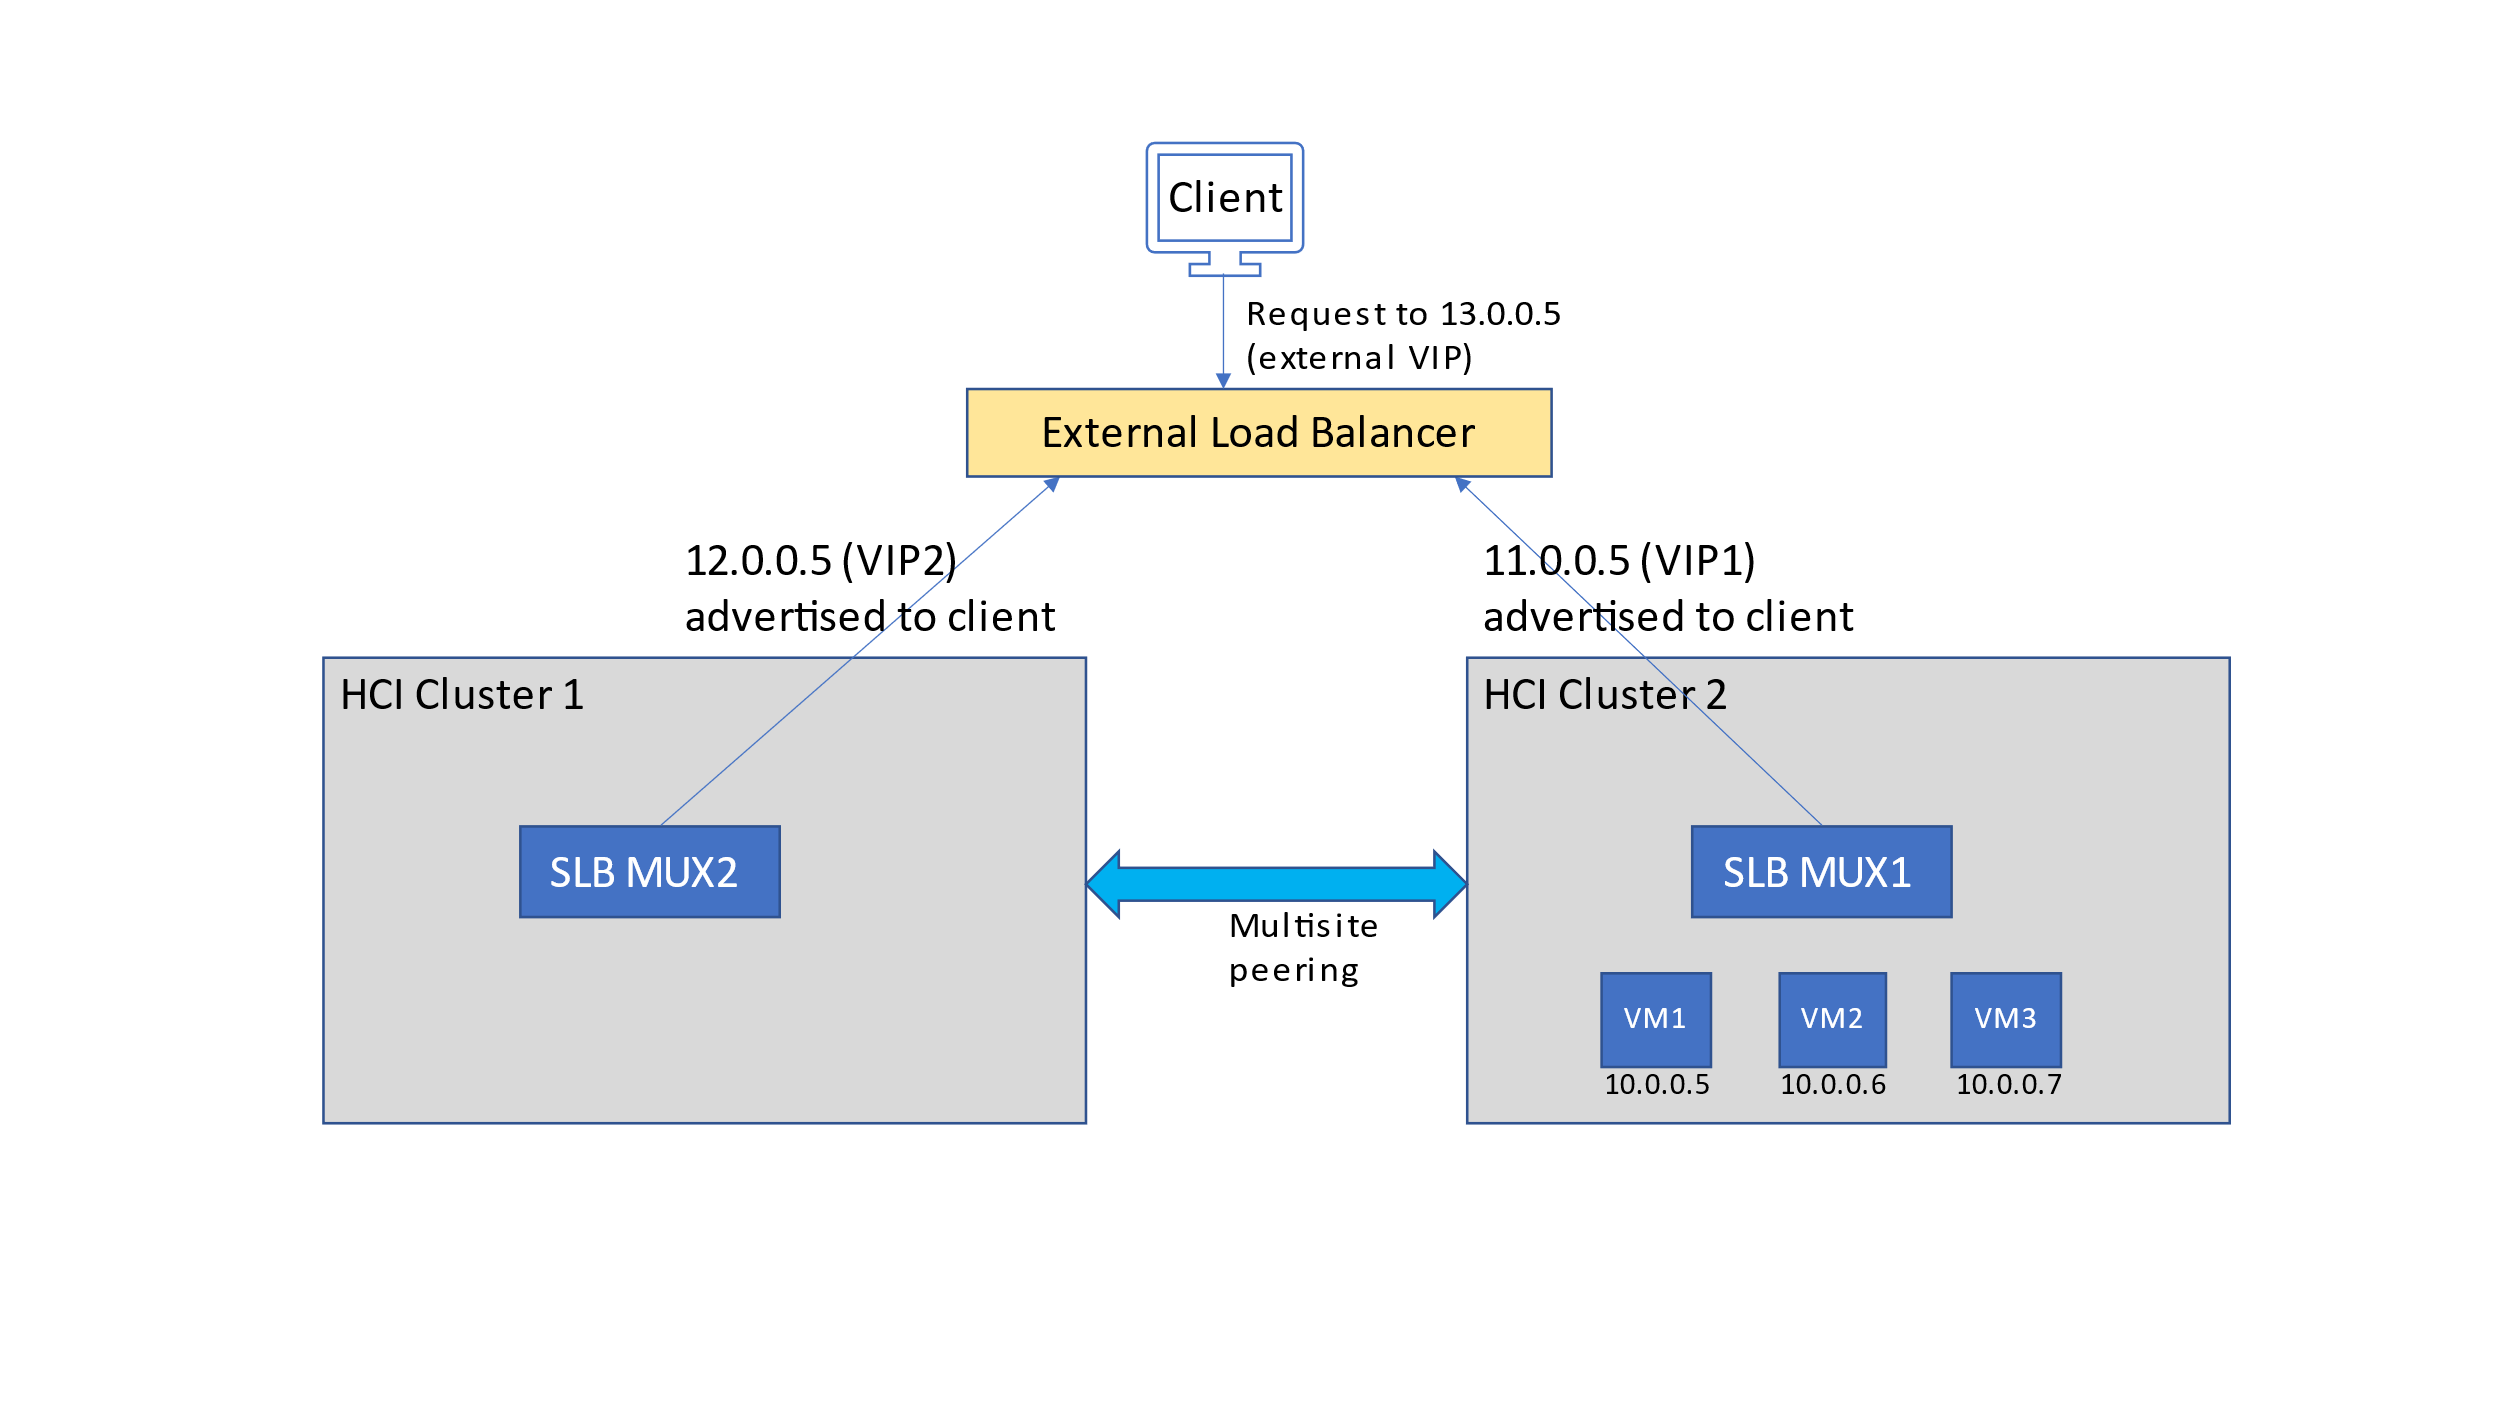 Client
Request to 13.0.0.5
(external VIP)
External Load Balancer
12.0.0.5 (VIP2)
advertised to client
11.0.0.5 (VIP1)
advertised to client
HCI Cluster 1
HCI Cluster 2
SLB MUX2
SLB MUX1
Multisite
peering
VM1
VM2
VM3
10.0.0.5
10.0.0.6
10.0.0.7